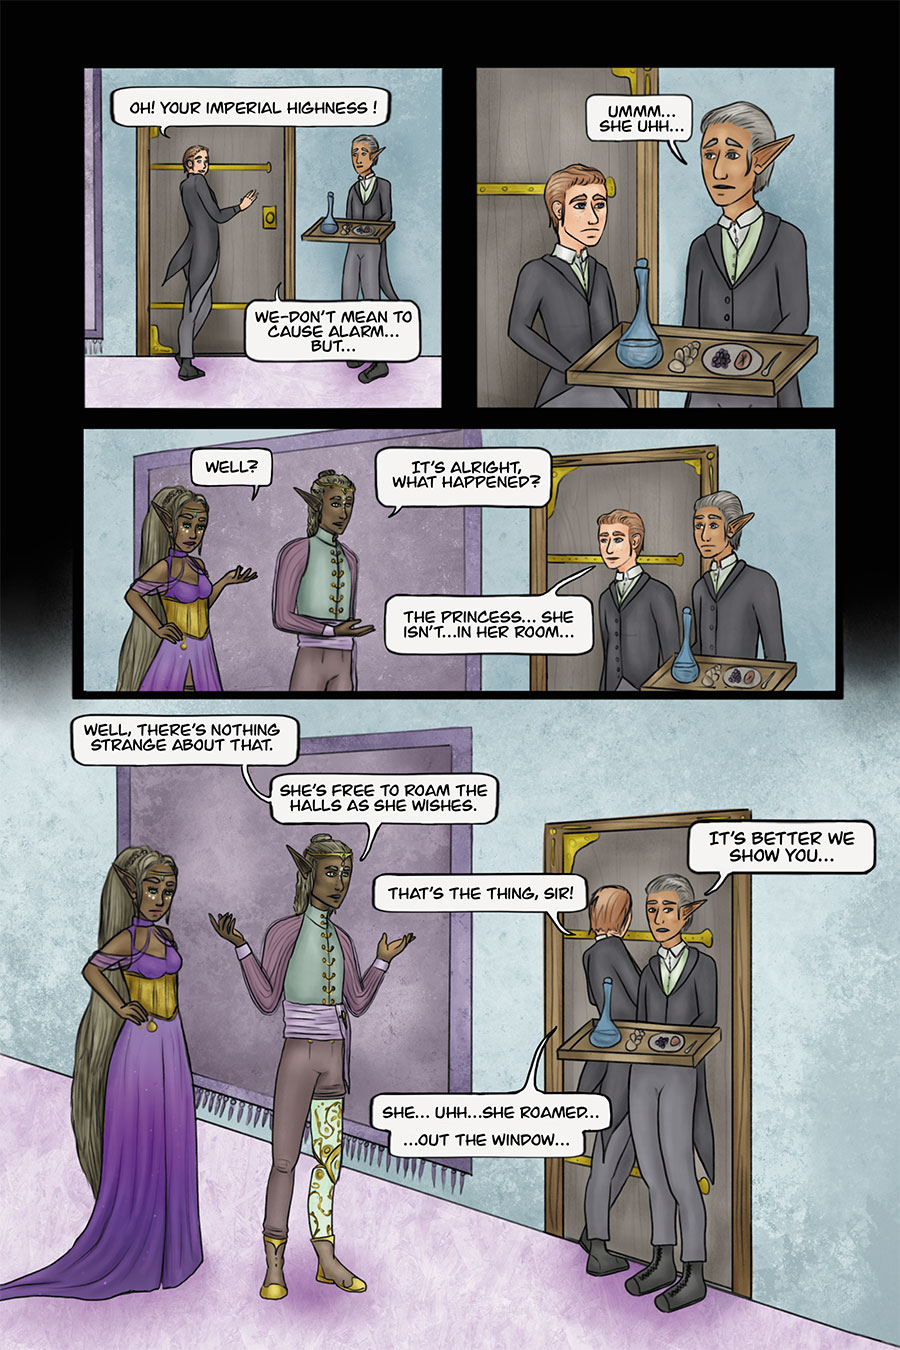 OH! YOUR IMPERIAL HIGHNESS !
WE-DON'T MEAN TO
CAUSE ALARM...
BUT...
UMMM...
SHE UHH...
WELL?
IT'S ALRIGHT,
WHAT HAPPENED?
THE PRINCESS... SHE
ISN'T...IN HER ROOM...
WELL, THERE'S NOTHING
STRANGE ABOUT THAT.
SHE'S FREE TO ROAM THE
HALLS AS SHE WISHES.
THAT'S THE THING, SIR!
IT'S BETTER WE
SHOW YOU...
SHE... UHH...SHE ROAMED...
...OUT THE WINDOW...